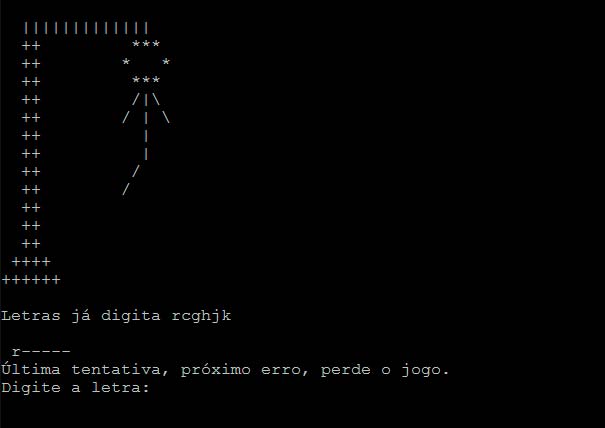 Letras já digita rcghjk
r-----
Última tentativa, próximo erro, perde o jogo.
Digite a letra: